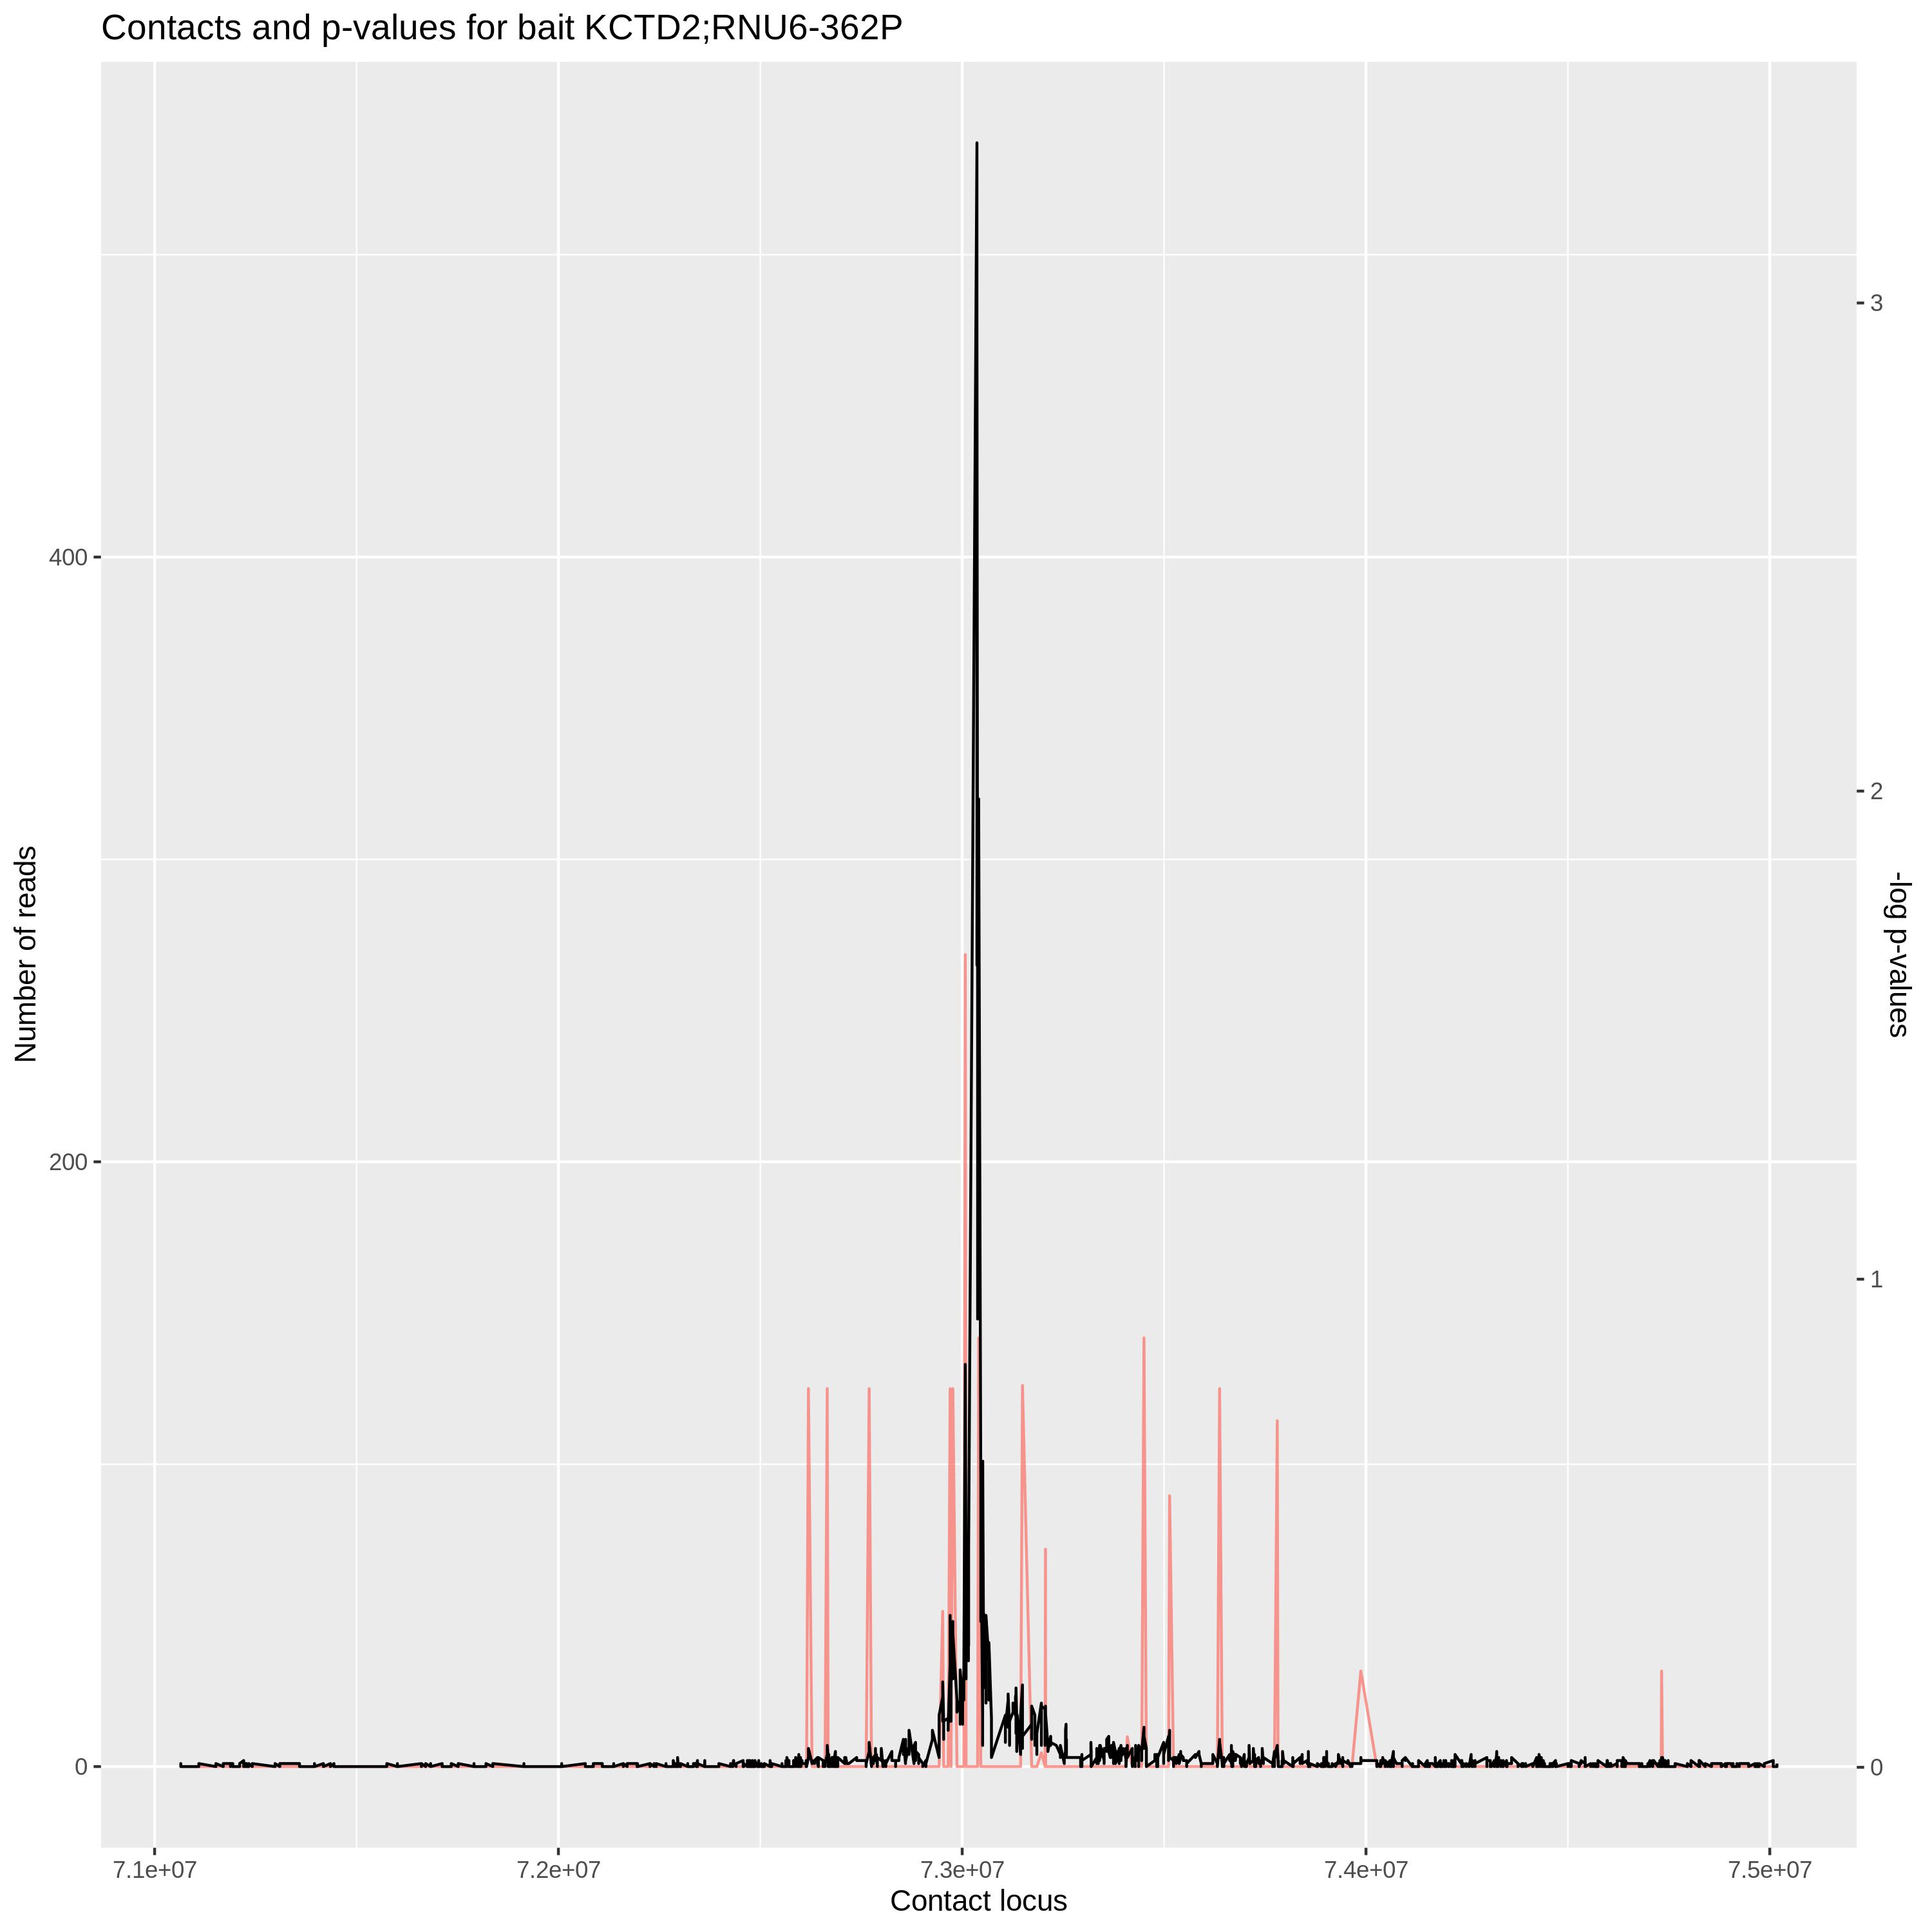 Contacts and p-values for bait KCTD2;RNU6-362P
Number of reads
400
200
0
3
2
1
0
-log p-values
7.1e+07
7.2e+07
7.3e+07
7.4e+07
7.5e+07
Contact locus